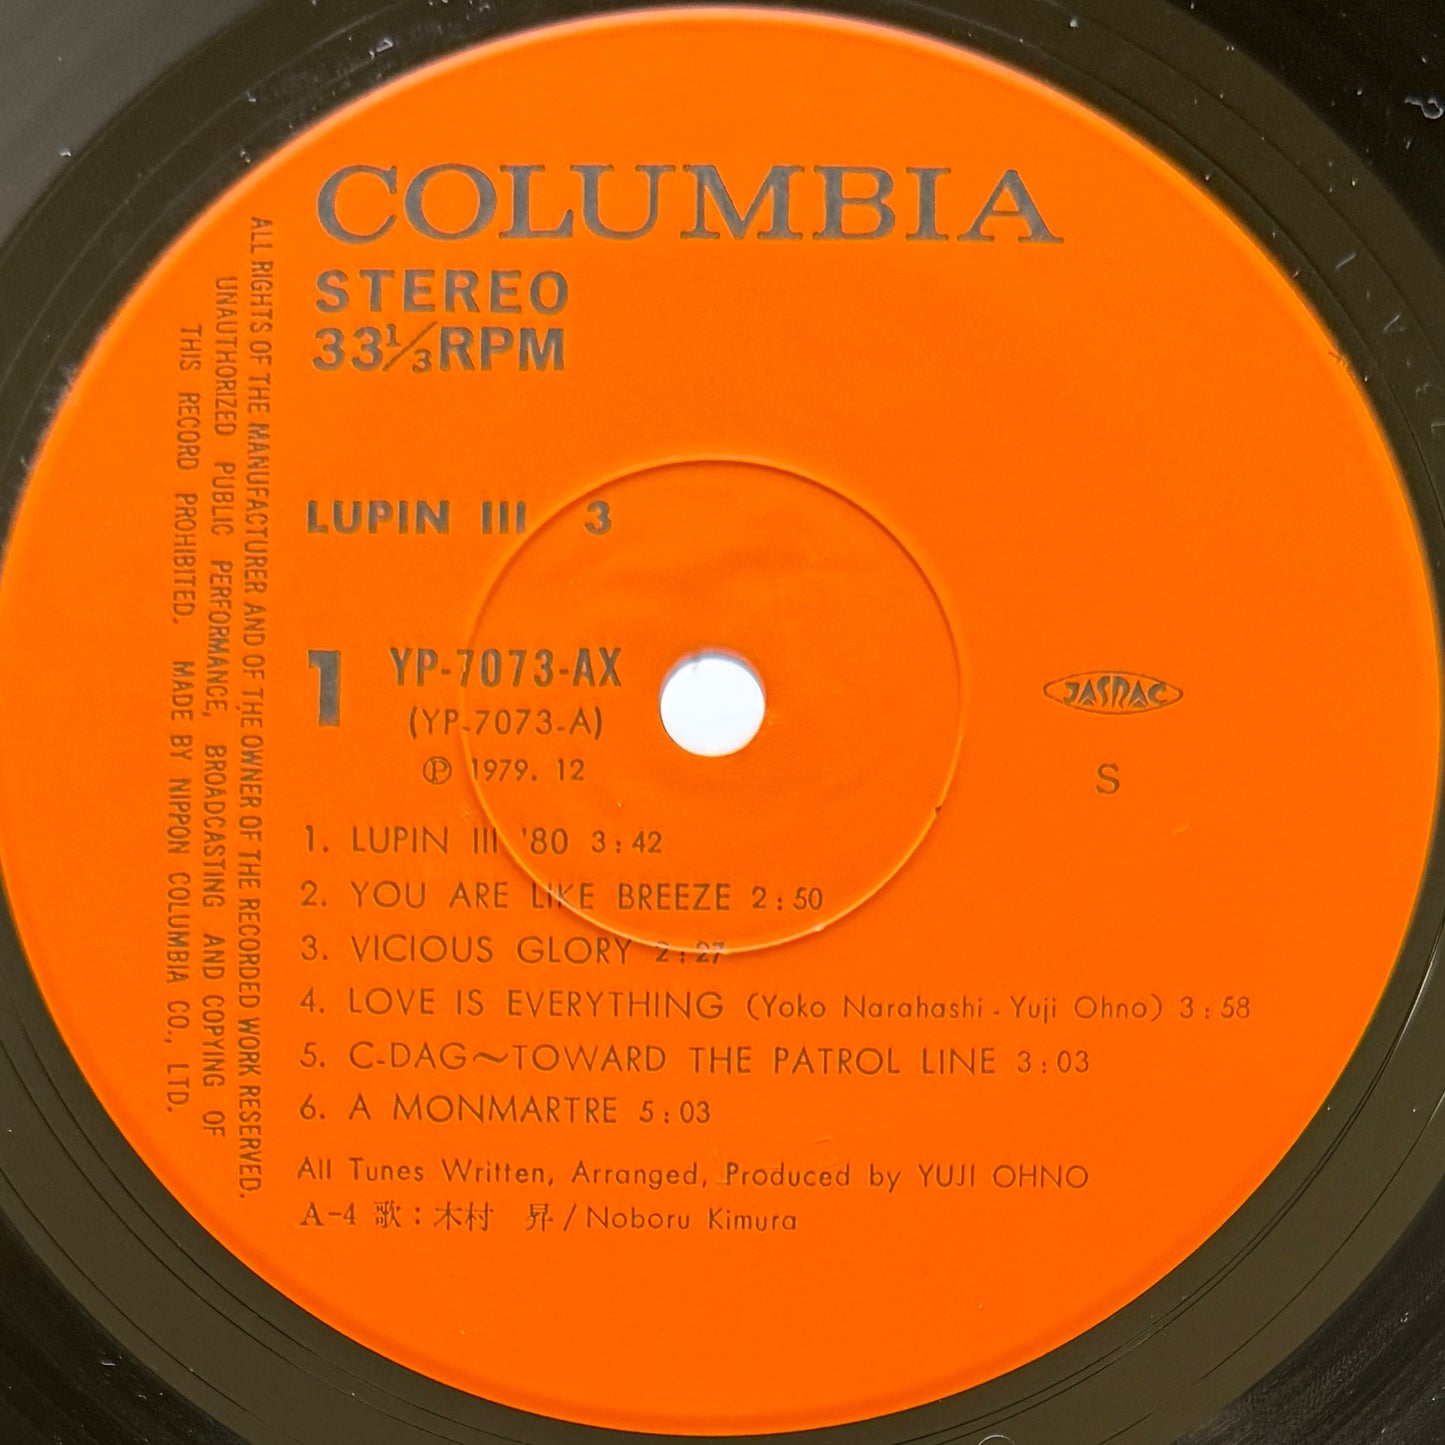 COLUMBIA
STEREO
33 1/3 RPM
LUPIN III 3
1 YP-7073-AX
(YP-7073-A)
Ⓟ 1979. 12
JASRAC
S
1. LUPIN III '80 3:42
2. YOU ARE LIKE BREEZE 2:50
3. VICIOUS GLORY 2:27
4. LOVE IS EVERYTHING (Yoko Narahashi - Yuji Ohno) 3:58
5. C-DAG～TOWARD THE PATROL LINE 3:03
6. A MONMARTRE 5:03
All Tunes Written, Arranged, Produced by YUJI OHNO
A-4 歌：木村 昇/Noboru Kimura
ALL RIGHTS OF THE MANUFACTURER AND OF THE OWNER OF THE RECORDED WORK RESERVED.
UNAUTHORIZED PUBLIC PERFORMANCE, BROADCASTING AND COPYING OF
THIS RECORD PROHIBITED. MADE BY NIPPON COLUMBIA CO., LTD.